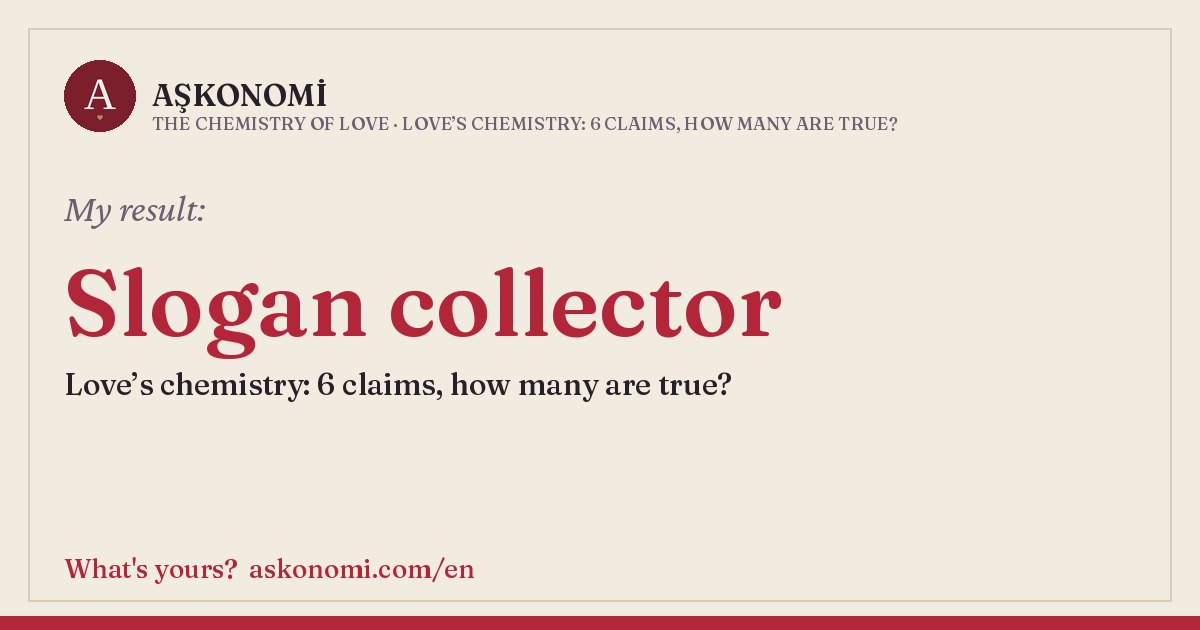 A
AŞKONOMİ
THE CHEMISTRY OF LOVE · LOVE’S CHEMISTRY: 6 CLAIMS, HOW MANY ARE TRUE?
My result:
Slogan collector
Love’s chemistry: 6 claims, how many are true?
What's yours? askonomi.com/en